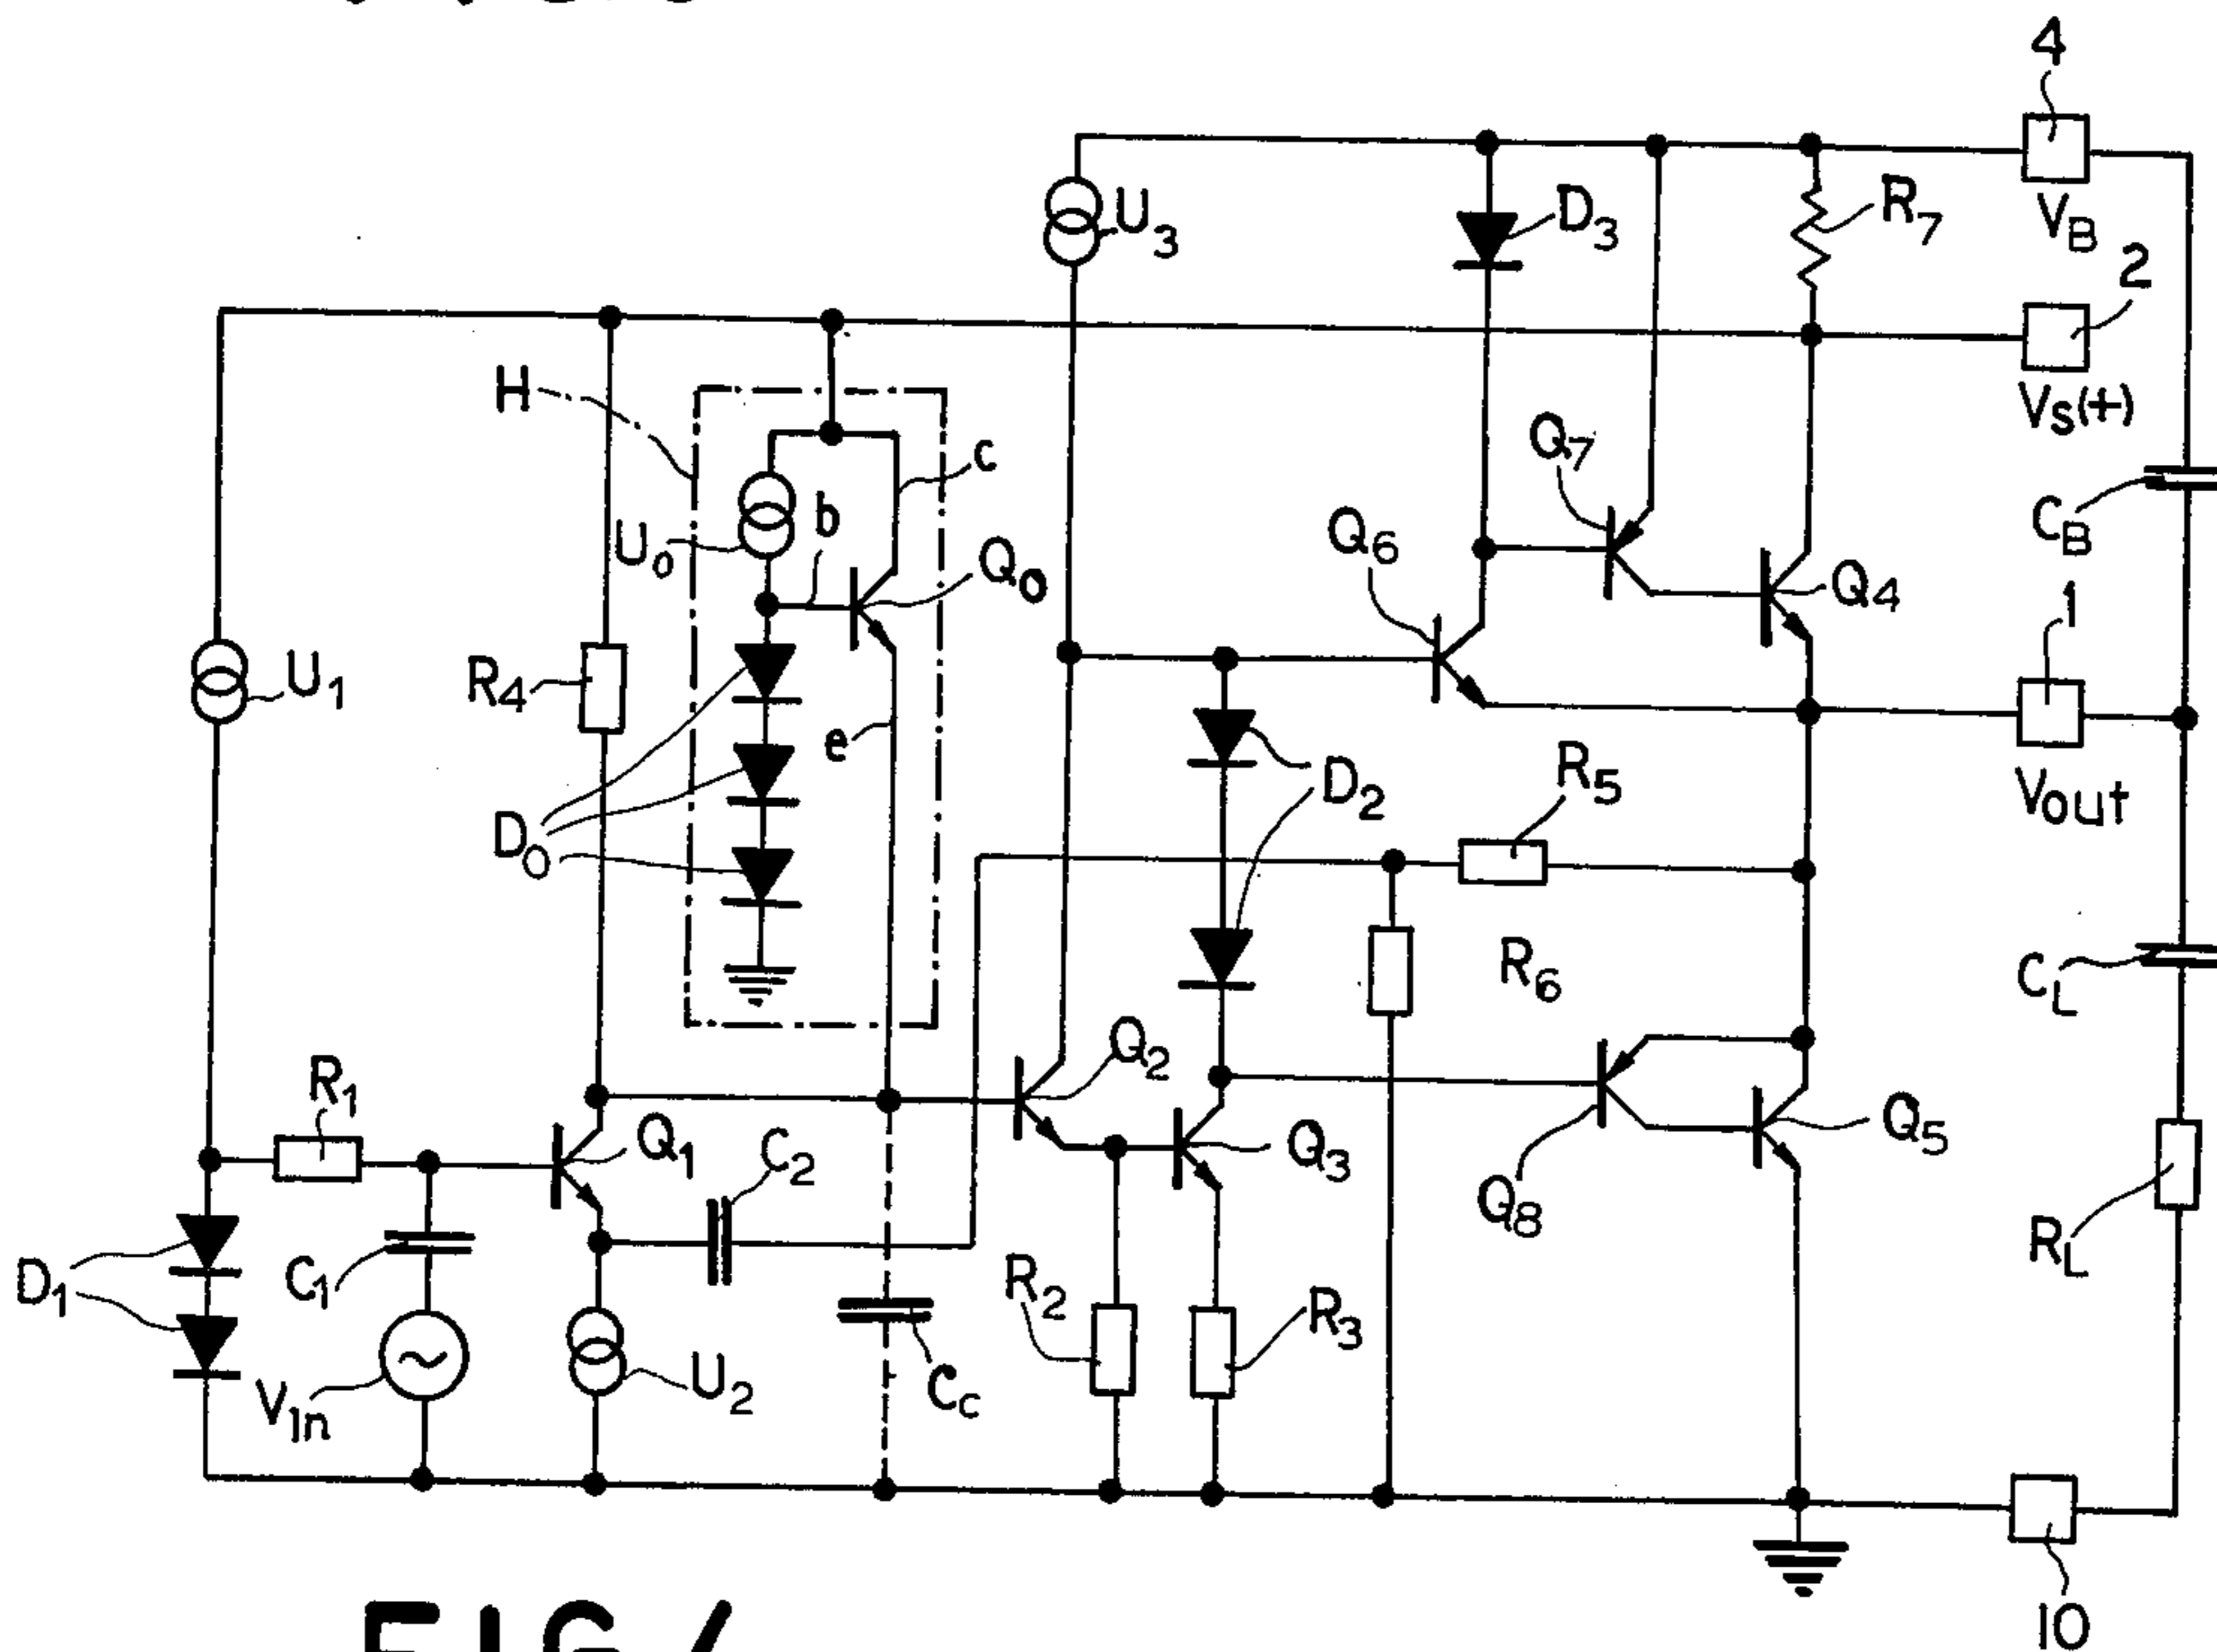 4
U3
D3
R7
VB
2
H
c
Vs(+)
Q7
b
U0
Q0
Q6
CB
Q4
1
R4
U1
e
D2
R5
Vout
D0
R6
CL
Q2
R1
Q1
C2
Q3
Q5
Q8
D1
C1
R2
R3
RL
Vin
U2
Cc
10